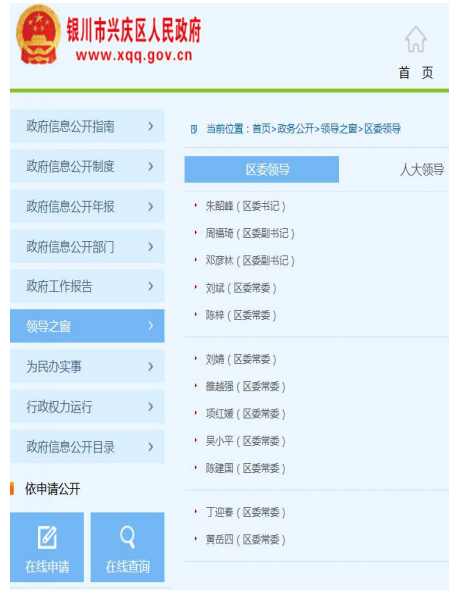 银川市兴庆区人民政府
www.xqq.gov.cn
首 页
政府信息公开指南
政府信息公开制度
政府信息公开年报
政府信息公开部门
政府工作报告
领导之窗
为民办实事
行政权力运行
政府信息公开目录
依申请公开
在线申请
在线查询
当前位置：首页>政务公开>领导之窗>区委领导
区委领导
人大领导
朱韶峰（区委书记）
周福琦（区委副书记）
邓彦林（区委副书记）
刘斌（区委常委）
陈梓（区委常委）
刘婧（区委常委）
雒越强（区委常委）
项红媛（区委常委）
吴小平（区委常委）
陈建国（区委常委）
丁迎春（区委常委）
黄岳四（区委常委）